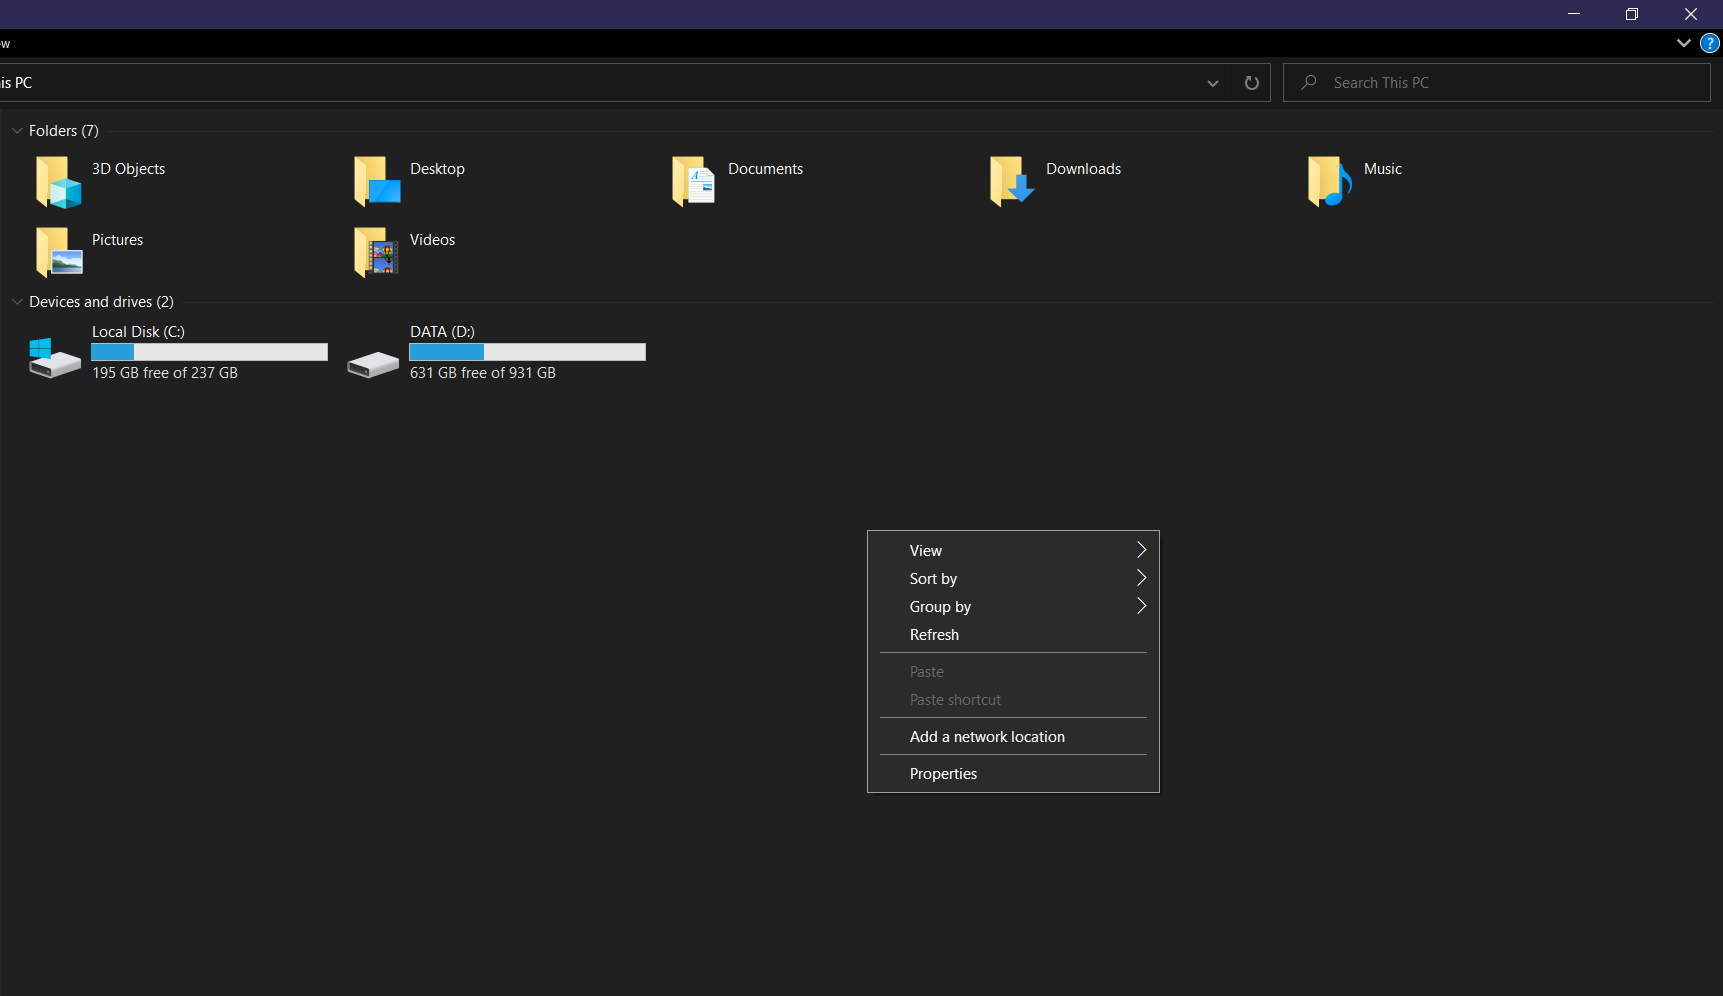 w
is PC
Search This PC
?
Folders (7)
3D Objects
Desktop
Documents
Downloads
Music
Pictures
Videos
Devices and drives (2)
Local Disk (C:)
195 GB free of 237 GB
DATA (D:)
631 GB free of 931 GB
View
Sort by
Group by
Refresh
Paste
Paste shortcut
Add a network location
Properties